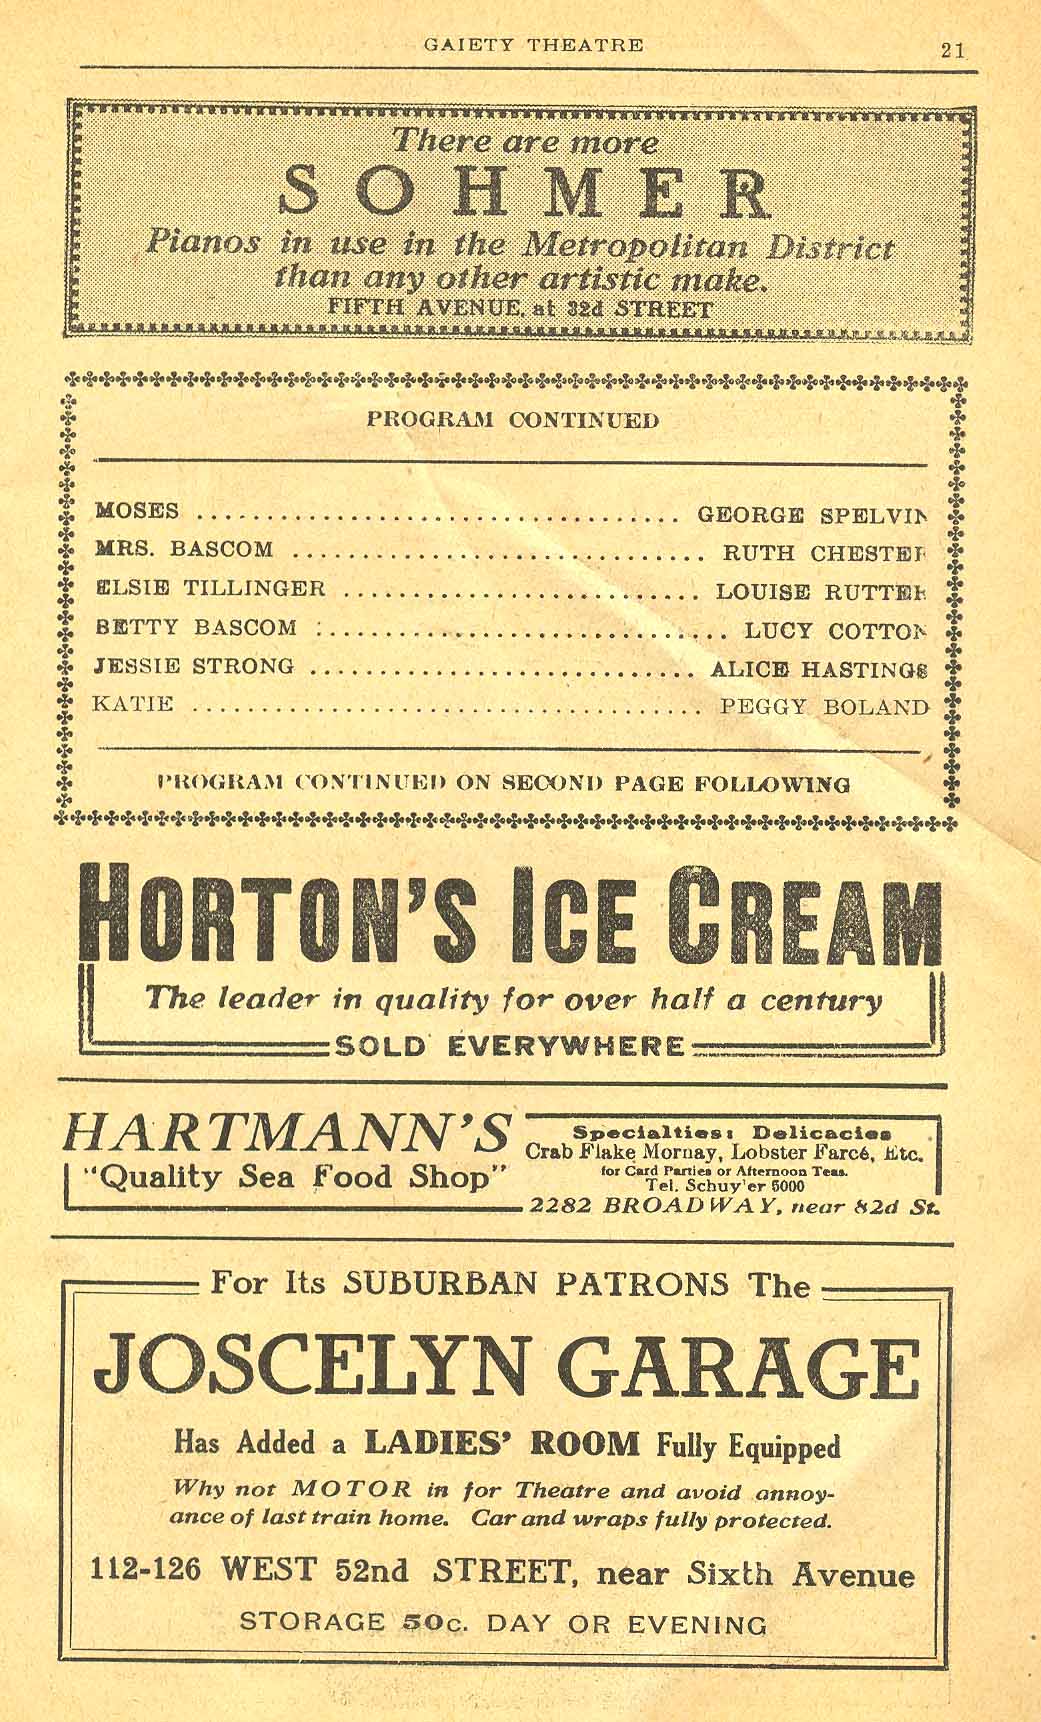 GAIETY THEATRE 21
There are more
SOHMER
Pianos in use in the Metropolitan District
than any other artistic make.
FIFTH AVENUE, at 32d STREET
PROGRAM CONTINUED
MOSES .................................. GEORGE SPELVIN
MRS. BASCOM ............................. RUTH CHESTER
ELSIE TILLINGER ......................... LOUISE RUTTER
BETTY BASCOM ............................. LUCY COTTON
JESSIE STRONG ........................... ALICE HASTINGS
KATIE .................................... PEGGY BOLAND
PROGRAM CONTINUED ON SECOND PAGE FOLLOWING
HORTON'S ICE CREAM
The leader in quality for over half a century
SOLD EVERYWHERE
HARTMANN'S
"Quality Sea Food Shop"
Specialties: Delicacies
Crab Flake Mornay, Lobster Farcé, Etc.
for Card Parties or Afternoon Teas.
Tel. Schuy'er 5000
2282 BROADWAY, near 82d St.
For Its SUBURBAN PATRONS The
JOSCELYN GARAGE
Has Added a LADIES' ROOM Fully Equipped
Why not MOTOR in for Theatre and avoid annoy-
ance of last train home. Car and wraps fully protected.
112-126 WEST 52nd STREET, near Sixth Avenue
STORAGE 50c. DAY OR EVENING